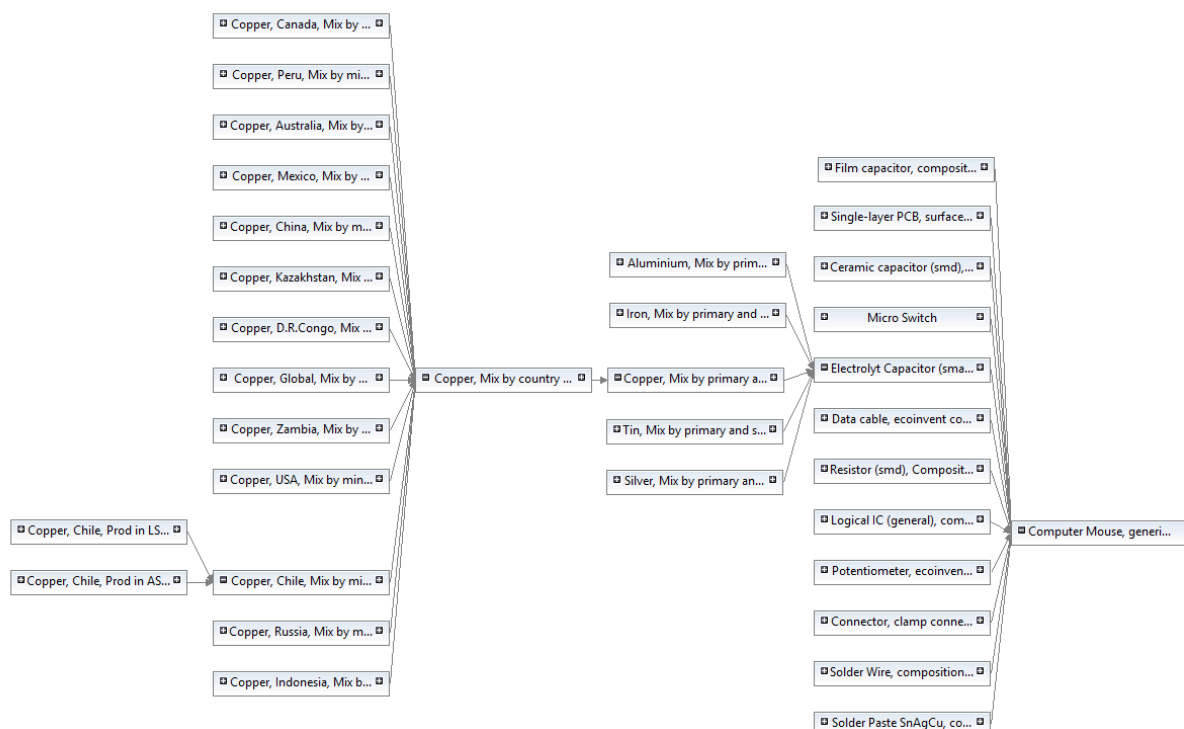 Copper, Canada, Mix by ...
Copper, Peru, Mix by mi...
Copper, Australia, Mix by...
Copper, Mexico, Mix by ...
Copper, China, Mix by m...
Copper, Kazakhstan, Mix ...
Copper, D.R.Congo, Mix ...
Copper, Global, Mix by ...
Copper, Zambia, Mix by ...
Copper, USA, Mix by min...
Copper, Chile, Prod in LS...
Copper, Chile, Prod in AS...
Copper, Chile, Mix by mi...
Copper, Russia, Mix by m...
Copper, Indonesia, Mix b...
Copper, Mix by country ...
Aluminium, Mix by prim...
Iron, Mix by primary and ...
Copper, Mix by primary a...
Tin, Mix by primary and s...
Silver, Mix by primary an...
Film capacitor, composit...
Single-layer PCB, surface...
Ceramic capacitor (smd),...
Micro Switch
Electrolyt Capacitor (sma...
Data cable, ecoinvent co...
Resistor (smd), Composit...
Logical IC (general), com...
Potentiometer, ecoinven...
Connector, clamp conne...
Solder Wire, composition...
Solder Paste SnAgCu, co...
Computer Mouse, generi...